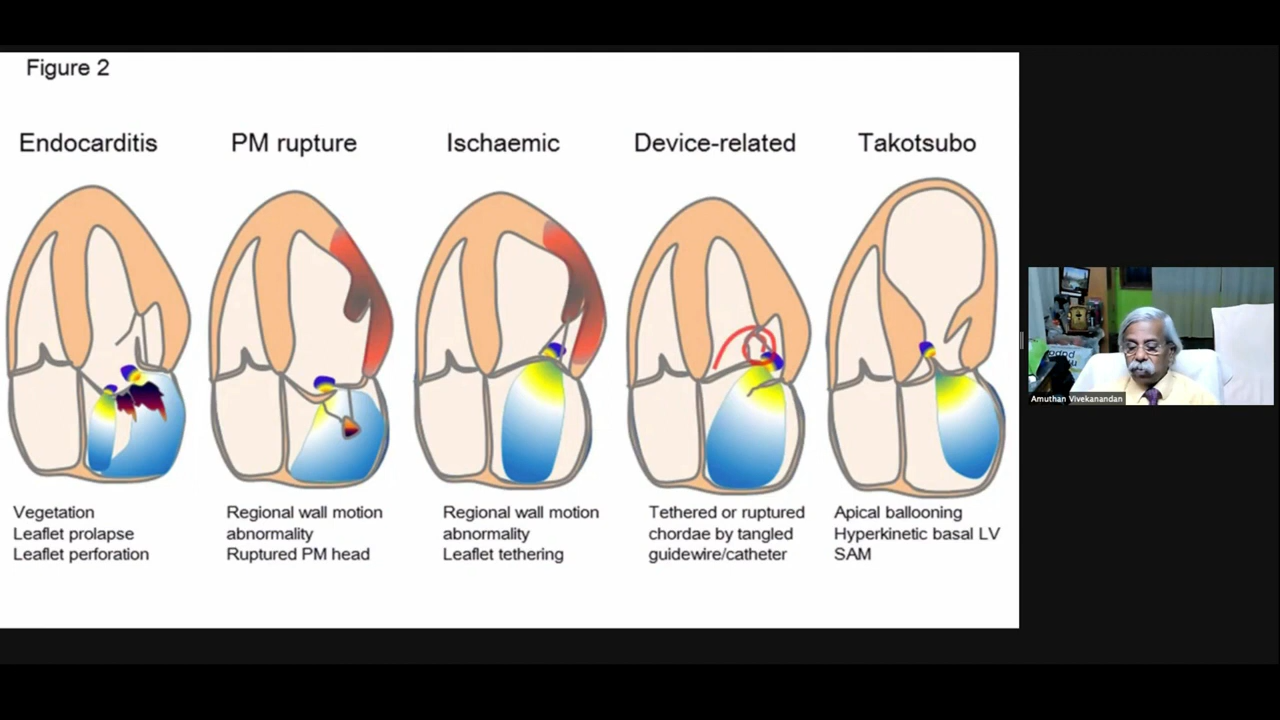 Figure 2
Endocarditis
PM rupture
Ischaemic
Device-related
Takotsubo
Vegetation
Leaflet prolapse
Leaflet perforation
Regional wall motion
abnormality
Ruptured PM head
Regional wall motion
abnormality
Leaflet tethering
Tethered or ruptured
chordae by tangled
guidewire/catheter
Apical ballooning
Hyperkinetic basal LV
SAM
Amuthan Vivekanandan